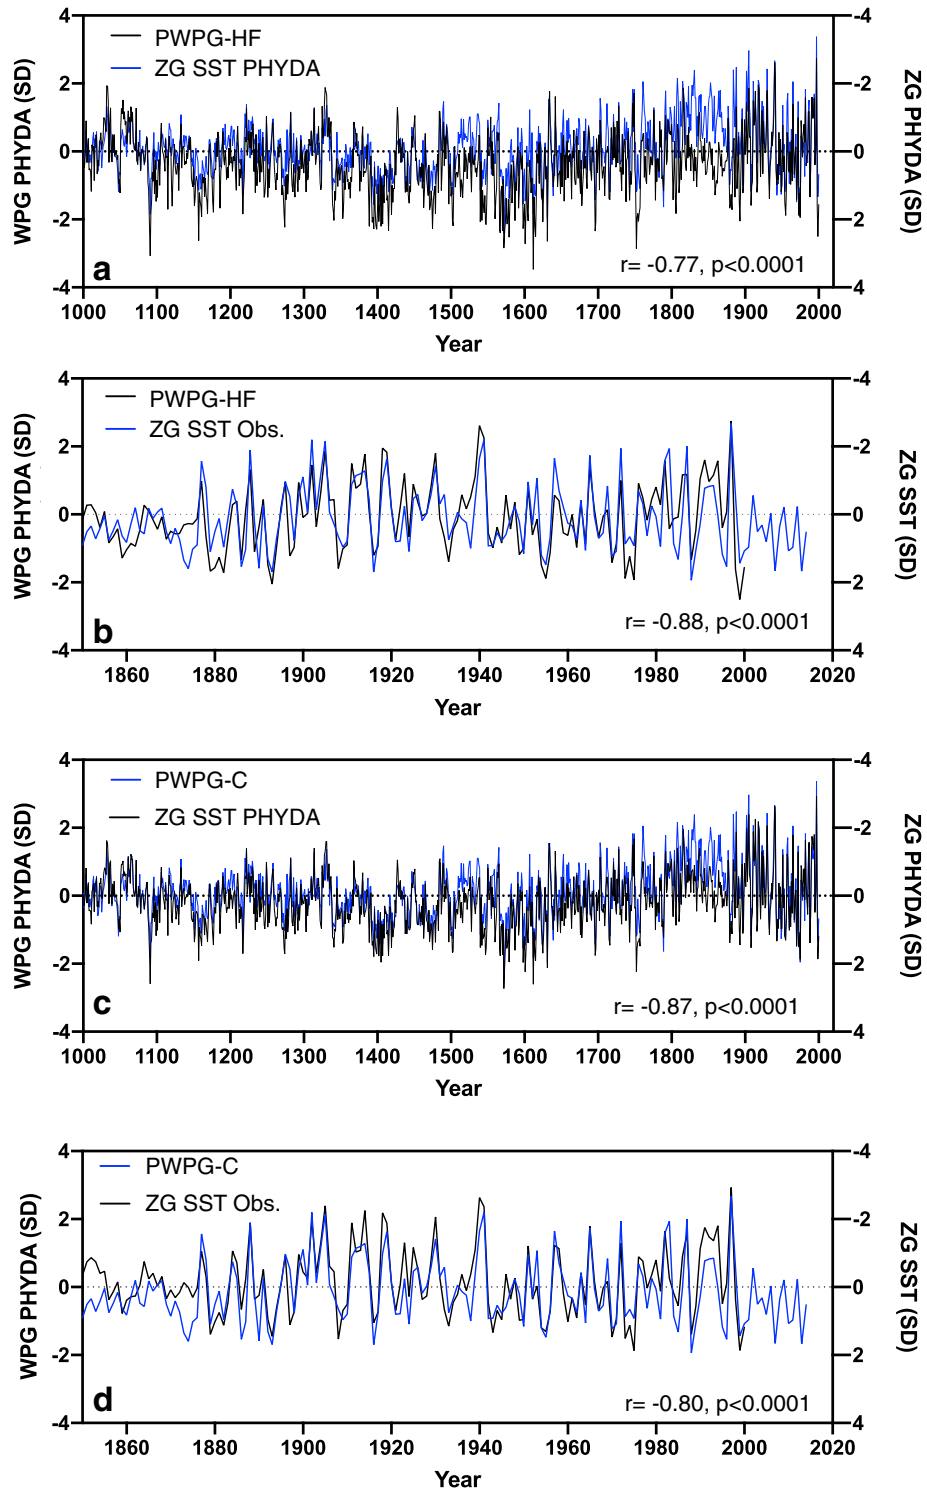 4
2
0
-2
-4
WPG PHYDA (SD)
PWPG-HF
ZG SST PHYDA
-4
-2
0
2
4
ZG PHYDA (SD)
a
r= -0.77, p<0.0001
1000 1100 1200 1300 1400 1500 1600 1700 1800 1900 2000
Year
4
2
0
-2
-4
WPG PHYDA (SD)
PWPG-HF
ZG SST Obs.
-4
-2
0
2
4
ZG SST (SD)
b
r= -0.88, p<0.0001
1860 1880 1900 1920 1940 1960 1980 2000 2020
Year
4
2
0
-2
-4
WPG PHYDA (SD)
PWPG-C
ZG SST PHYDA
-4
-2
0
2
4
ZG PHYDA (SD)
c
r= -0.87, p<0.0001
1000 1100 1200 1300 1400 1500 1600 1700 1800 1900 2000
Year
4
2
0
-2
-4
WPG PHYDA (SD)
PWPG-C
ZG SST Obs.
-4
-2
0
2
4
ZG SST (SD)
d
r= -0.80, p<0.0001
1860 1880 1900 1920 1940 1960 1980 2000 2020
Year